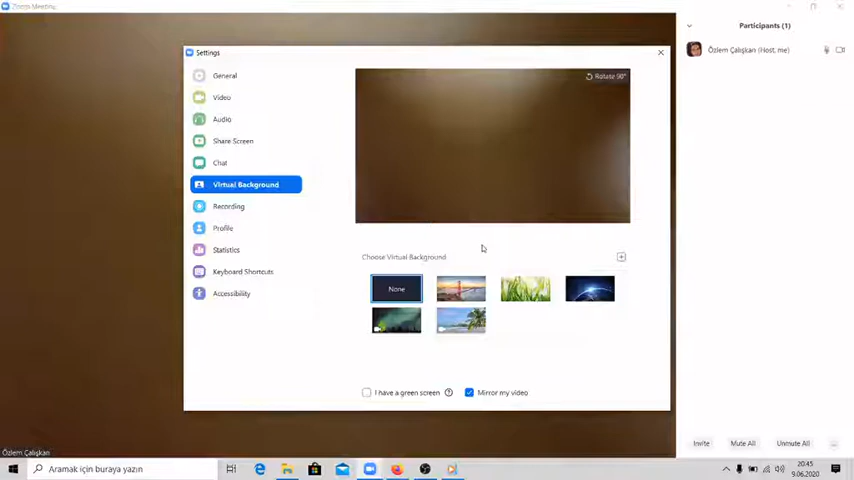 Zoom Meeting
Participants (1)
Özlem Çalışkan (Host, me)
Settings
General
Video
Audio
Share Screen
Chat
Virtual Background
Recording
Profile
Statistics
Keyboard Shortcuts
Accessibility
Rotate 90°
Choose Virtual Background
None
I have a green screen
Mirror my video
Invite
Mute All
Unmute All
...
Özlem Çalışkan
Aramak için buraya yazın
20:45
9.06.2020